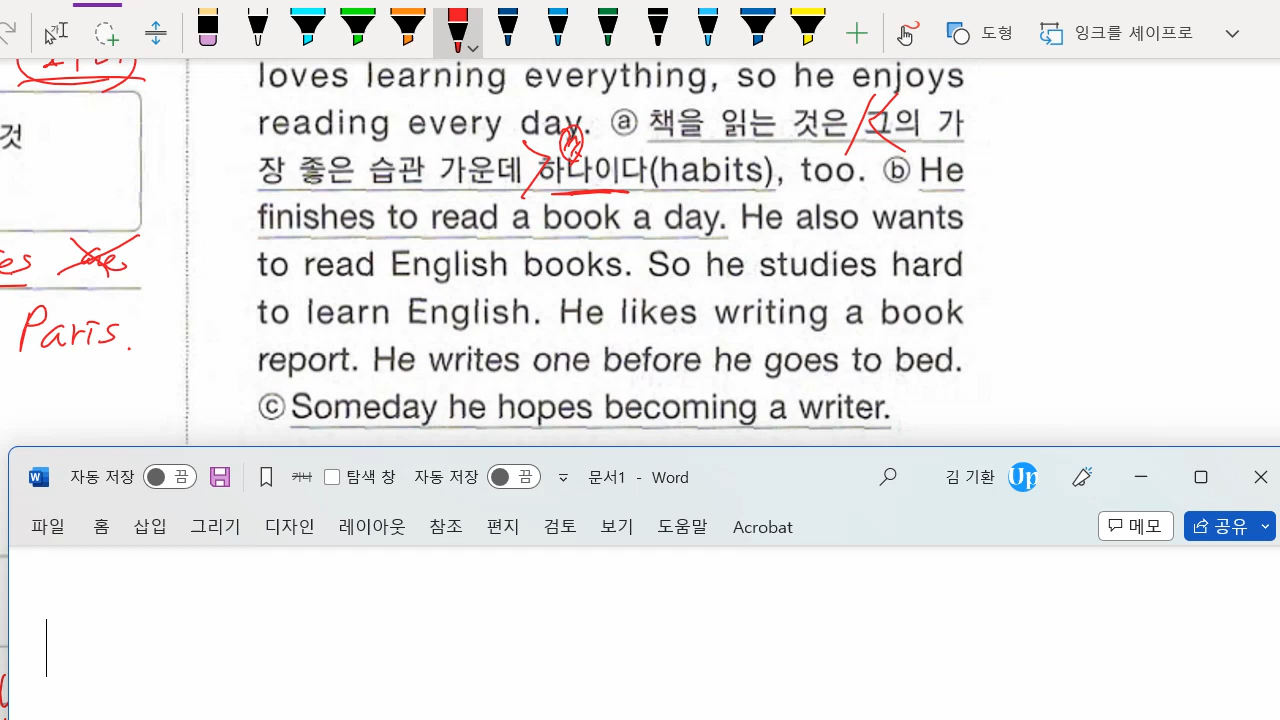 도형 잉크를 셰이프로
loves learning everything, so he enjoys
것
reading every day. ⓐ 책을 읽는 것은 그의 가
장 좋은 습관 가운데 하나이다(habits), too. ⓑ He
finishes to read a book a day. He also wants
to read English books. So he studies hard
Paris.
to learn English. He likes writing a book
report. He writes one before he goes to bed.
ⓒ Someday he hopes becoming a writer.
자동 저장 끔 가나 탐색 창 자동 저장 끔 문서1 - Word 김 기환
파일 홈 삽입 그리기 디자인 레이아웃 참조 편지 검토 보기 도움말 Acrobat 메모 공유